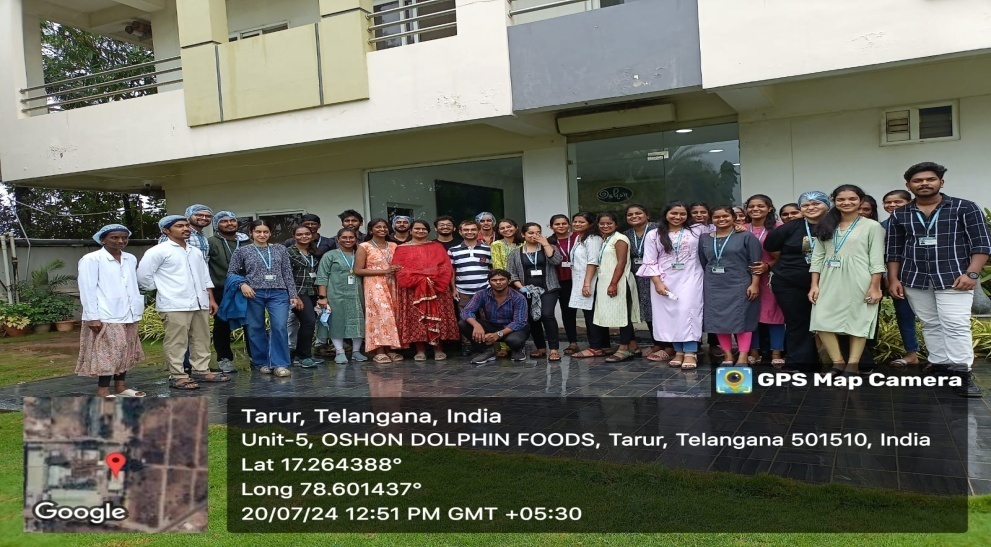 GPS Map Camera
Tarur, Telangana, India
Unit-5, OSHON DOLPHIN FOODS, Tarur, Telangana 501510, India
Lat 17.264388°
Long 78.601437°
20/07/24 12:51 PM GMT +05:30
Google